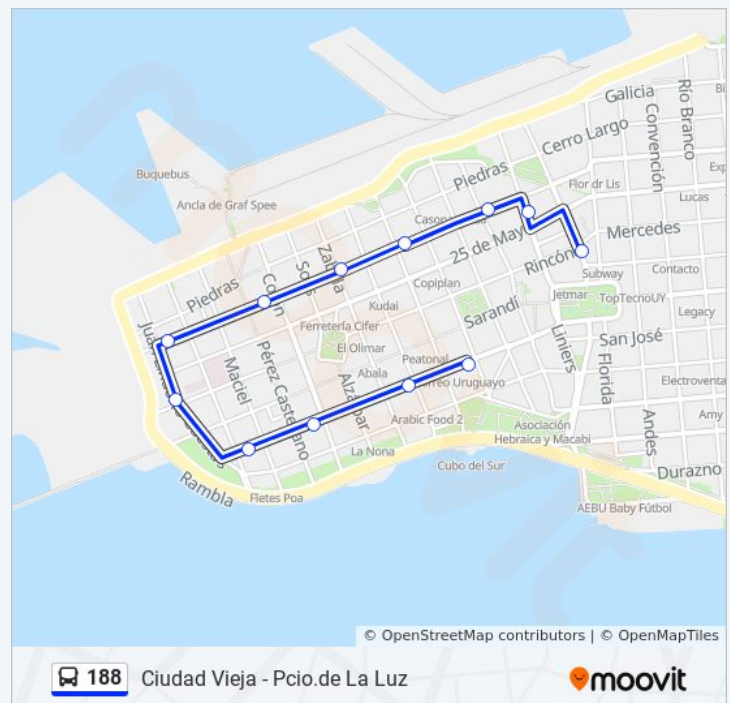 Galicia
Convención
Río Branco
Cerro Largo
Piedras
Flor dr Lis
Lucas
Mercedes
25 de May
Rincón
Subway
Contacto
Jetmar
TopTecnoUY
Legacy
San José
Liniers
Florida
Andes
Electroventa
Amy
Durazno
Buquebus
Ancla de Graf Spee
Zabala
Solís
Colón
Piedras
Kudai
Coplplan
Sarandí
Ferretería Cifer
El Olimar
Peatonal
Abala
Correo Uruguayo
Maciel
Pérez Castellano
Alzáibar
Arabic Food 2
La Nona
Asociación
Hebraica y Macabi
Cubo del Sur
AEBU Baby Fútbol
Rambla
Fletes Poa
© OpenStreetMap contributors | © OpenMapTiles
188 Ciudad Vieja - Pcio.de La Luz
moovit